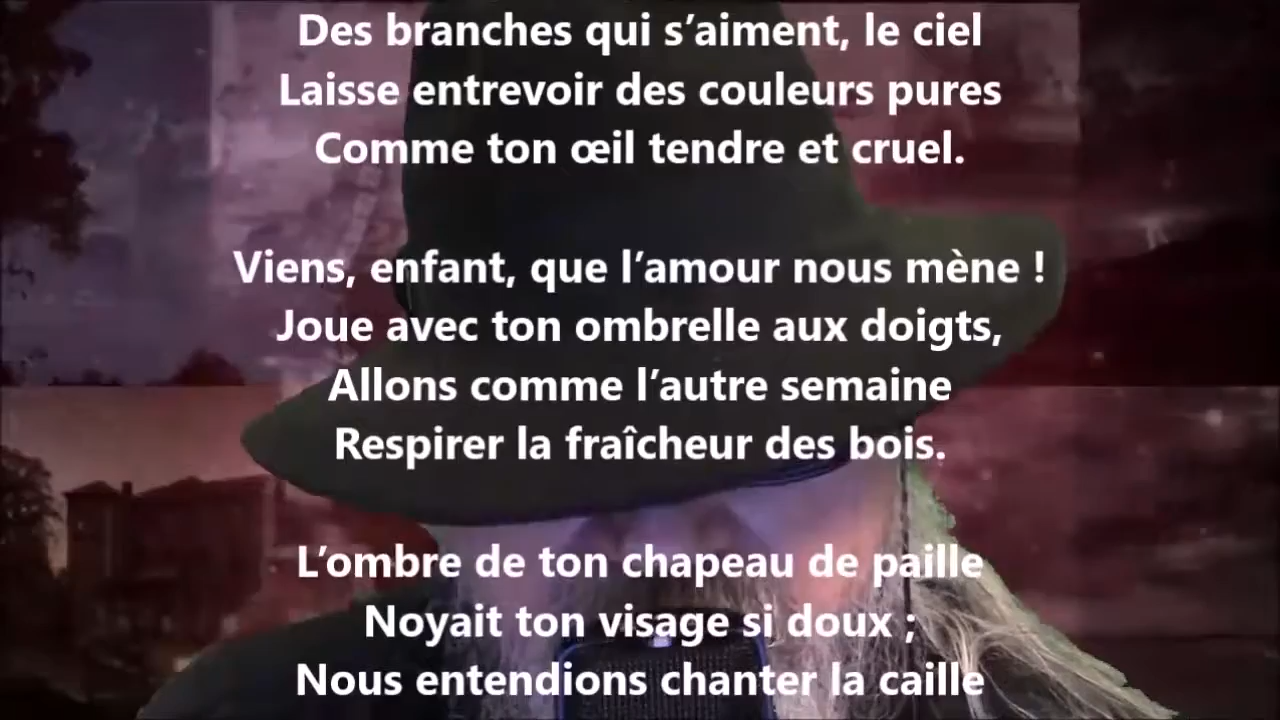 Des branches qui s’aiment, le ciel
Laisse entrevoir des couleurs pures
Comme ton œil tendre et cruel.
Viens, enfant, que l’amour nous mène !
Joue avec ton ombrelle aux doigts,
Allons comme l’autre semaine
Respirer la fraîcheur des bois.
L’ombre de ton chapeau de paille
Noyait ton visage si doux ;
Nous entendions chanter la caille